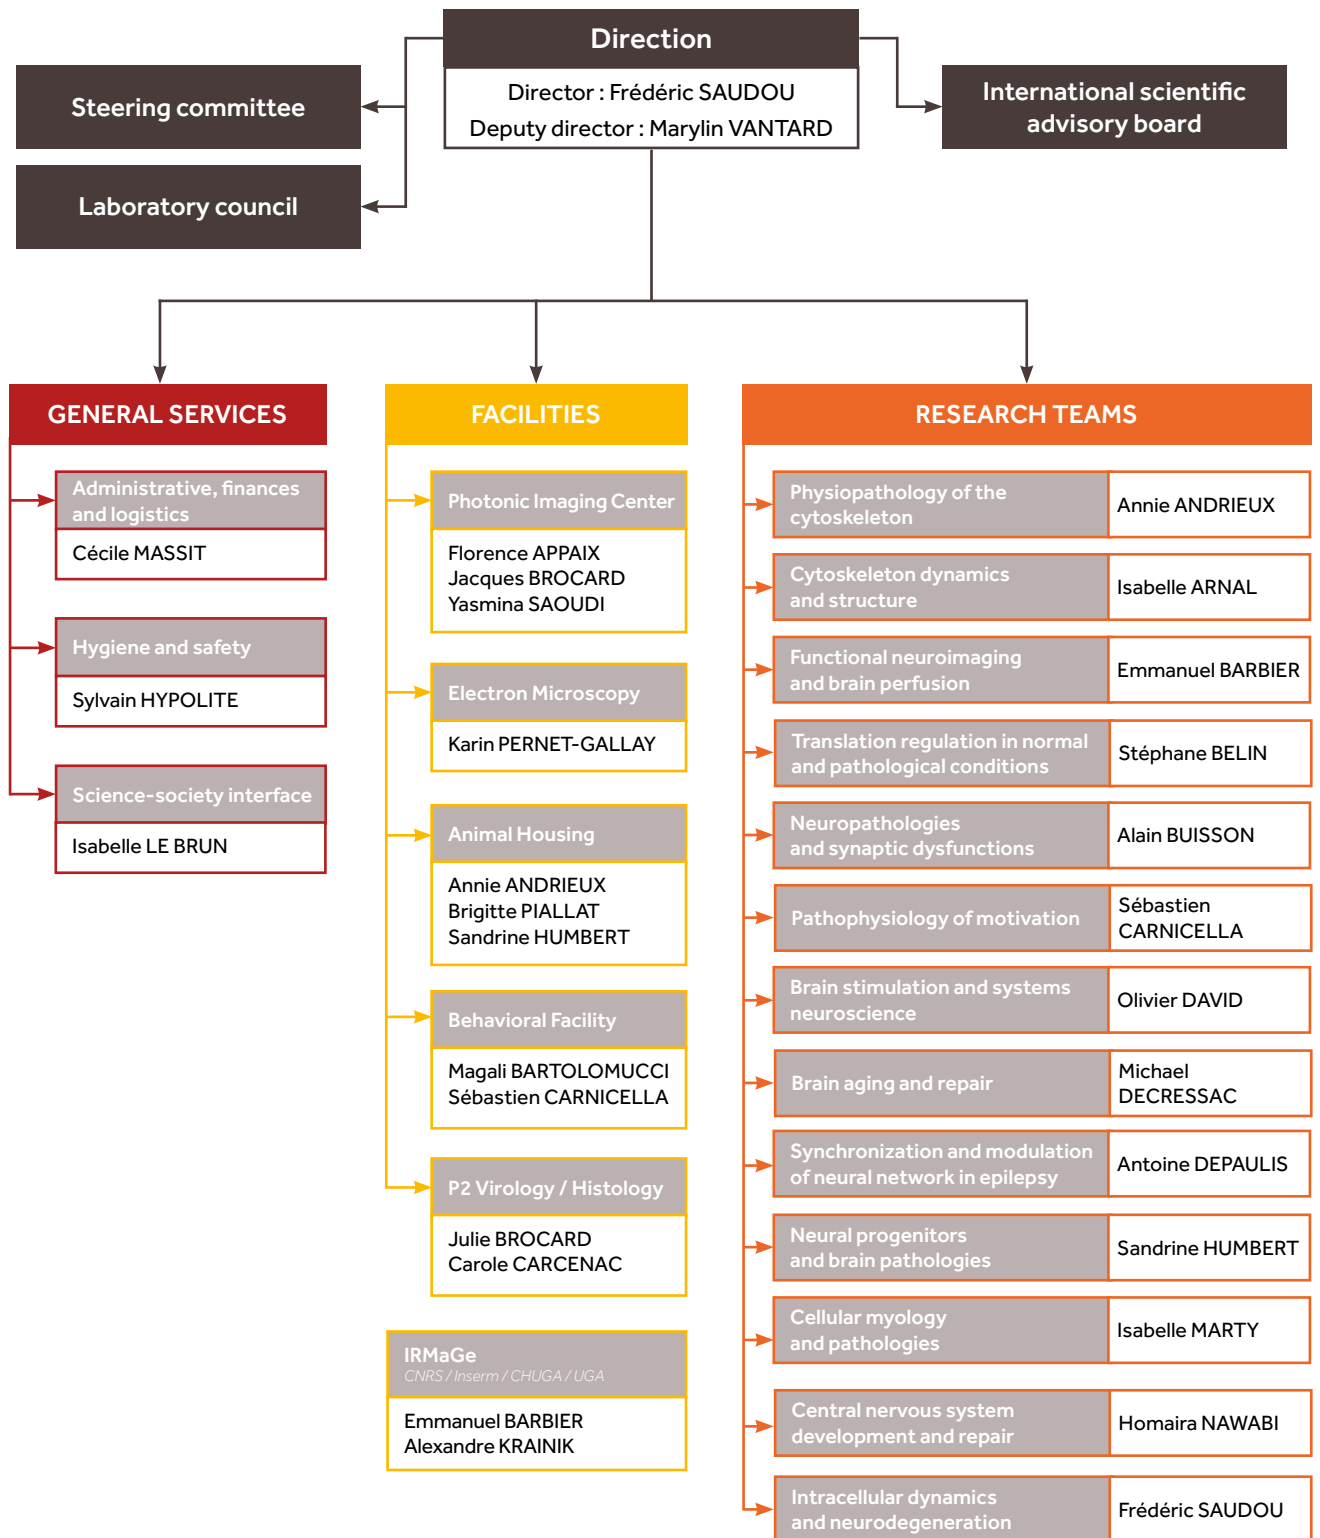 Direction
Director : Frédéric SAUDOU
Deputy director : Marylin VANTARD
Steering committee
Laboratory council
International scientific
advisory board
GENERAL SERVICES
Administrative, finances
and logistics
Cécile MASSIT
Hygiene and safety
Sylvain HYPOLITE
Science-society interface
Isabelle LE BRUN
FACILITIES
Photonic Imaging Center
Florence APPAIX
Jacques BROCARD
Yasmina SAOUDI
Electron Microscopy
Karin PERNET-GALLAY
Animal Housing
Annie ANDRIEUX
Brigitte PIALLAT
Sandrine HUMBERT
Behavioral Facility
Magali BARTOLOMUCCI
Sébastien CARNICELLA
P2 Virology / Histology
Julie BROCARD
Carole CARCENAC
IRMaGe
CNRS / Inserm / CHUGA / UGA
Emmanuel BARBIER
Alexandre KRAINIK
RESEARCH TEAMS
Physiopathology of the
cytoskeleton
Annie ANDRIEUX
Cytoskeleton dynamics
and structure
Isabelle ARNAL
Functional neuroimaging
and brain perfusion
Emmanuel BARBIER
Translation regulation in normal
and pathological conditions
Stéphane BELIN
Neuropathologies
and synaptic dysfunctions
Alain BUISSON
Pathophysiology of motivation
Sébastien
CARNICELLA
Brain stimulation and systems
neuroscience
Olivier DAVID
Brain aging and repair
Michael
DECRESSAC
Synchronization and modulation
of neural network in epilepsy
Antoine DEPAULIS
Neural progenitors
and brain pathologies
Sandrine HUMBERT
Cellular myology
and pathologies
Isabelle MARTY
Central nervous system
development and repair
Homaira NAWABI
Intracellular dynamics
and neurodegeneration
Frédéric SAUDOU